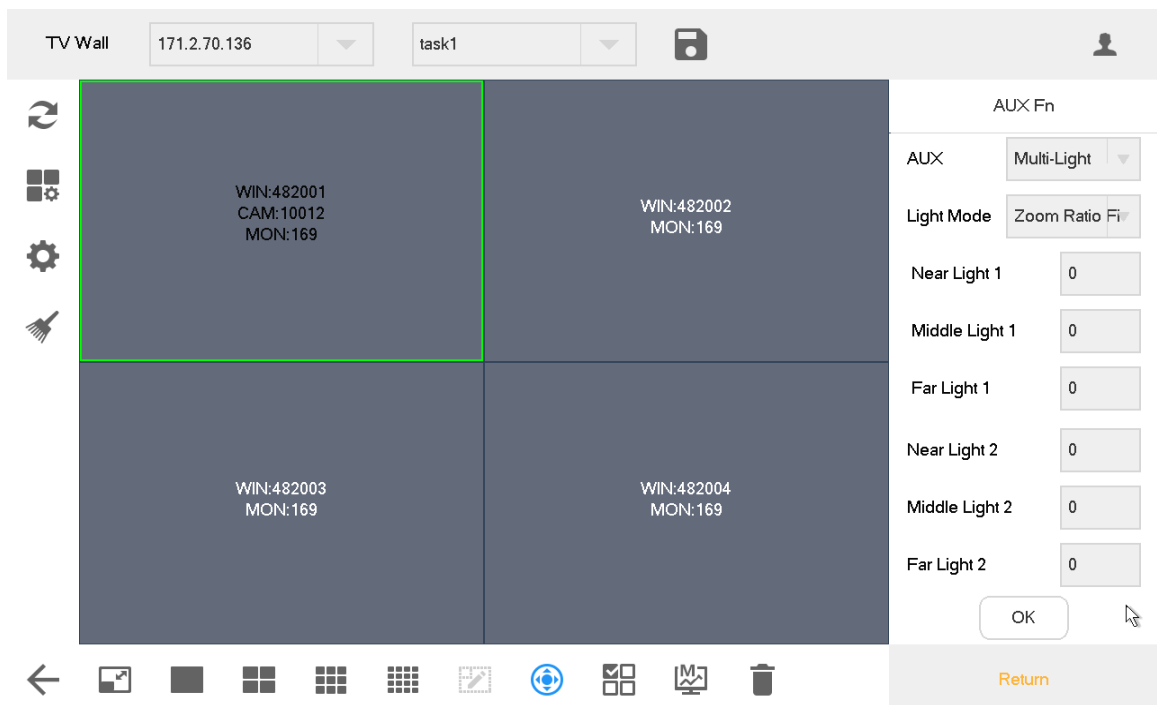 TV Wall
171.2.70.136
task1
AUX Fn
AUX
Multi-Light
Light Mode
Zoom Ratio Fi
Near Light 1
0
Middle Light 1
0
Far Light 1
0
Near Light 2
0
Middle Light 2
0
Far Light 2
0
OK
Return
WIN:482001
CAM:10012
MON:169
WIN:482002
MON:169
WIN:482003
MON:169
WIN:482004
MON:169
M